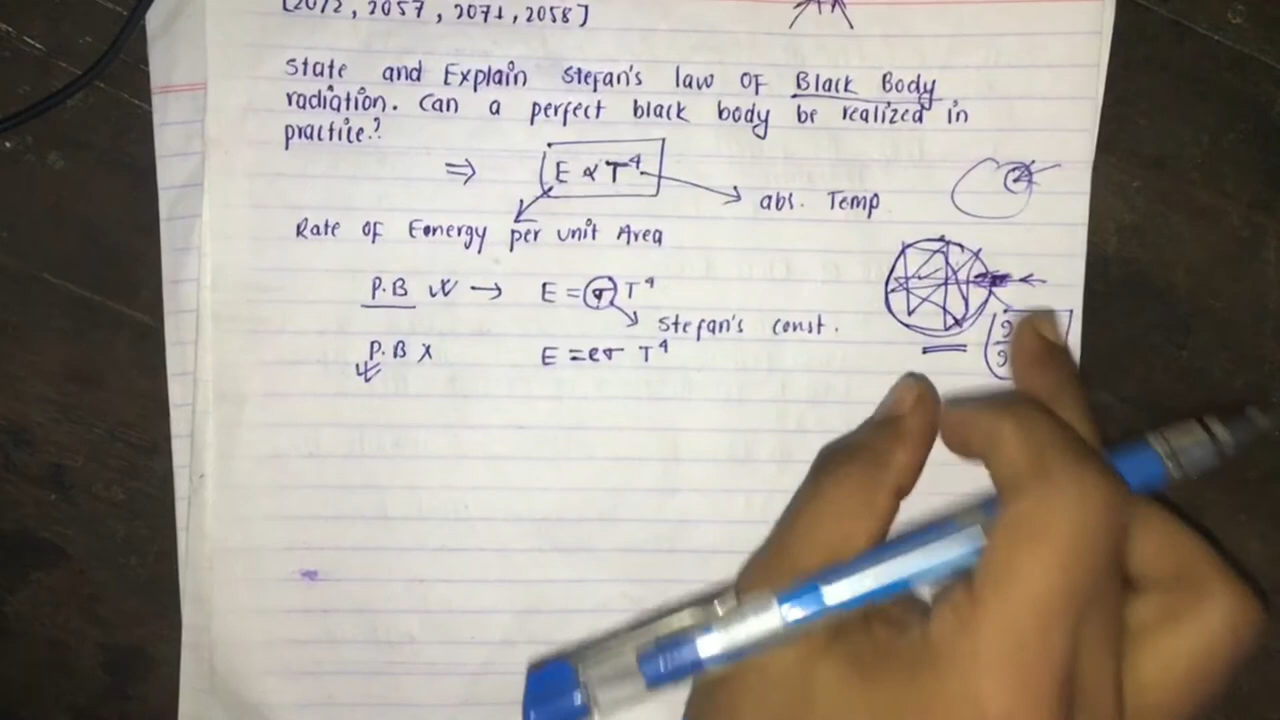 [2072, 2057, 2071, 2058]
State and Explain Stefan's law of Black Body
radiation. Can a perfect black body be realized in
practice?
⇒ E ∝ T⁴ → abs. Temp
Rate of Eenergy per unit Area
P.B → E = σ T⁴
Stefan's const.
P.B X E = eσ T⁴